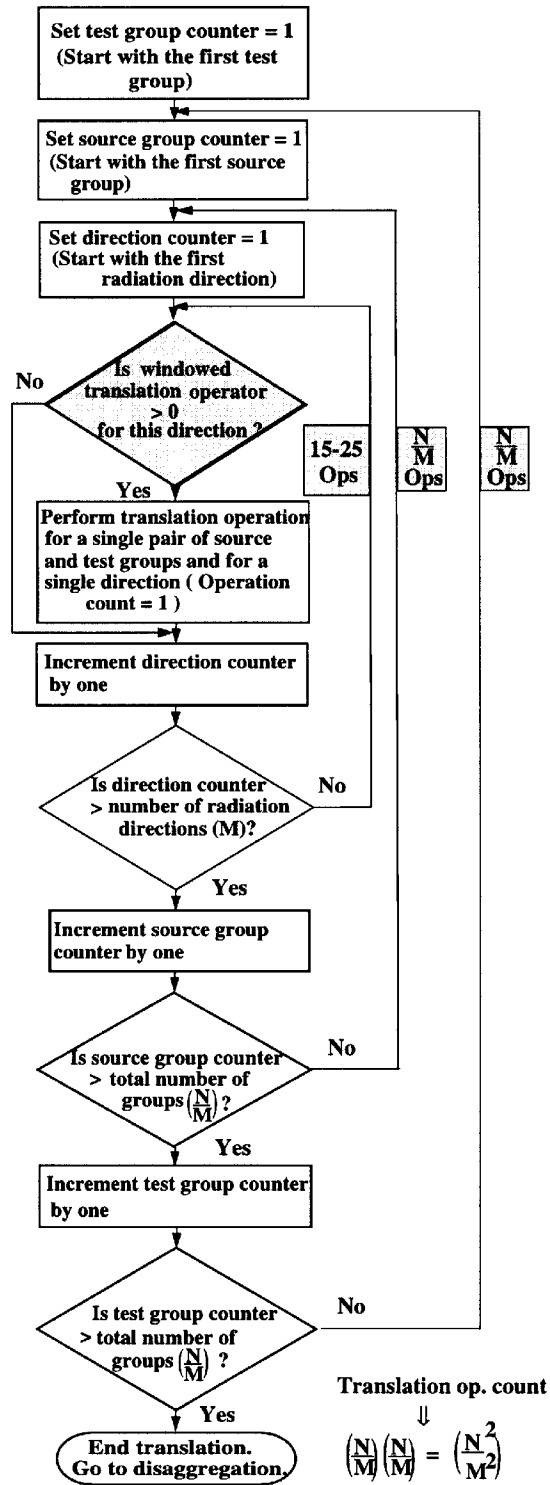 Set test group counter = 1
(Start with the first test
group)
Set source group counter = 1
(Start with the first source
group)
Set direction counter = 1
(Start with the first
radiation direction)
Is windowed
translation operator
> 0
for this direction ?
No
Yes
15-25
Ops
N
M
Ops
N
M
Ops
Perform translation operation
for a single pair of source
and test groups and for a
single direction ( Operation
count = 1 )
Increment direction counter
by one
Is direction counter
> number of radiation
directions (M)?
No
Yes
Increment source group
counter by one
Is source group counter
> total number of
groups (N/M) ?
No
Yes
Increment test group counter
by one
Is test group counter
> total number of
groups (N/M) ?
No
Yes
End translation.
Go to disaggregation.
Translation op. count
⇓
(N/M) (N/M) = (N²/M²)